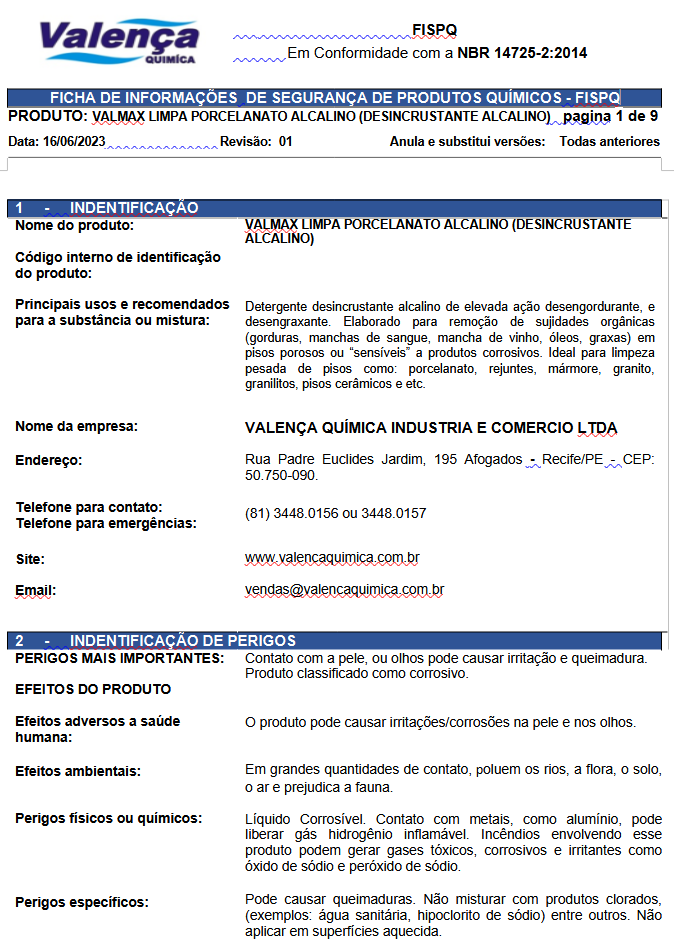 Valença
QUIMÍCA
FISPQ
Em Conformidade com a NBR 14725-2:2014
FICHA DE INFORMAÇÕES DE SEGURANÇA DE PRODUTOS QUÍMICOS - FISPQ
PRODUTO: VALMAX LIMPA PORCELANATO ALCALINO (DESINCRUSTANTE ALCALINO) pagina 1 de 9
Data: 16/06/2023 Revisão: 01 Anula e substitui versões: Todas anteriores
1 - INDENTIFICAÇÃO
Nome do produto: VALMAX LIMPA PORCELANATO ALCALINO (DESINCRUSTANTE
ALCALINO)
Código interno de identificação
do produto:
Principais usos e recomendados
para a substância ou mistura:
Detergente desincrustante alcalino de elevada ação desengordurante, e
desengraxante. Elaborado para remoção de sujidades orgânicas
(gorduras, manchas de sangue, mancha de vinho, óleos, graxas) em
pisos porosos ou “sensíveis” a produtos corrosivos. Ideal para limpeza
pesada de pisos como: porcelanato, rejuntes, mármore, granito,
granilitos, pisos cerâmicos e etc.
Nome da empresa: VALENÇA QUÍMICA INDUSTRIA E COMERCIO LTDA
Endereço: Rua Padre Euclides Jardim, 195 Afogados - Recife/PE - CEP:
50.750-090.
Telefone para contato:
Telefone para emergências:
(81) 3448.0156 ou 3448.0157
Site: www.valencaquimica.com.br
Email: vendas@valencaquimica.com.br
2 - INDENTIFICAÇÃO DE PERIGOS
PERIGOS MAIS IMPORTANTES: Contato com a pele, ou olhos pode causar irritação e queimadura.
Produto classificado como corrosivo.
EFEITOS DO PRODUTO
Efeitos adversos a saúde
humana:
O produto pode causar irritações/corrosões na pele e nos olhos.
Efeitos ambientais: Em grandes quantidades de contato, poluem os rios, a flora, o solo,
o ar e prejudica a fauna.
Perigos físicos ou químicos: Líquido Corrosível. Contato com metais, como alumínio, pode
liberar gás hidrogênio inflamável. Incêndios envolvendo esse
produto podem gerar gases tóxicos, corrosivos e irritantes como
óxido de sódio e peróxido de sódio.
Perigos específicos: Pode causar queimaduras. Não misturar com produtos clorados,
(exemplos: água sanitária, hipoclorito de sódio) entre outros. Não
aplicar em superfícies aquecida.